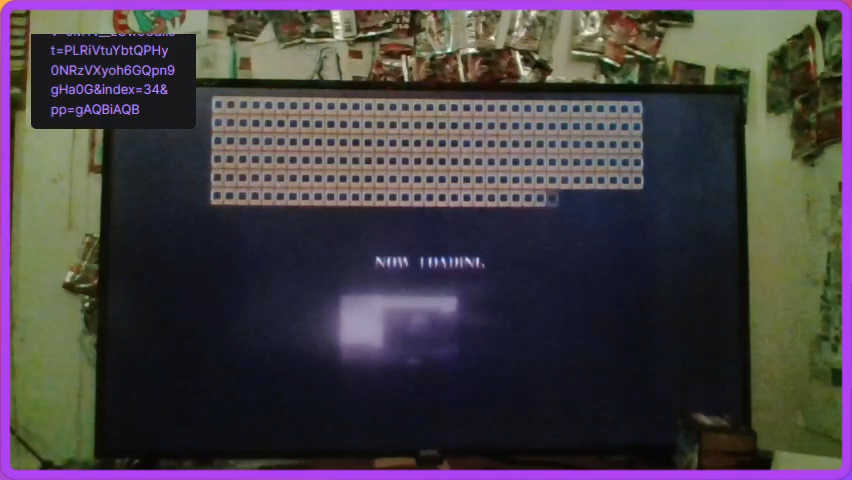 t=PLRiVtuYbtQPHy
0NRzVXyoh6GQpn9
gHa0G&index=34&
pp=gAQBiAQB
NOW LOADING